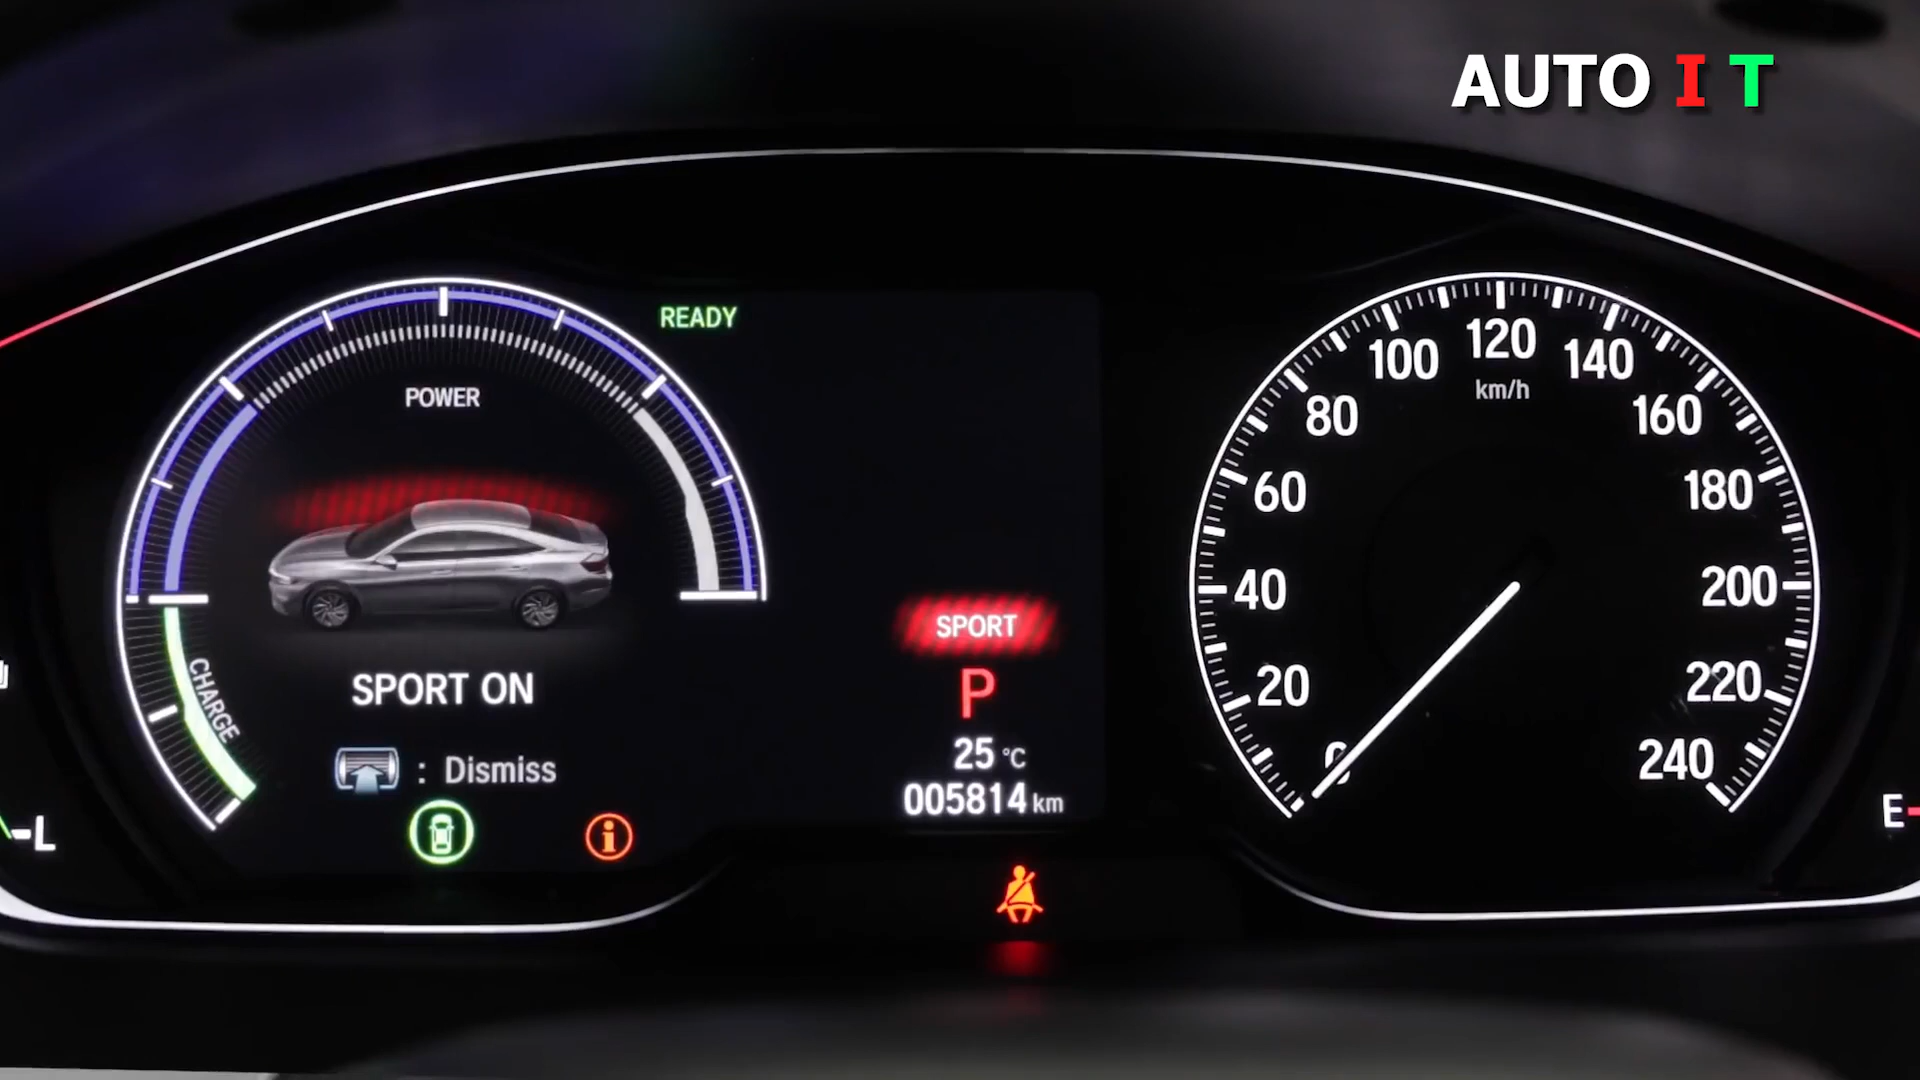 AUTO I T
READY
POWER
CHARGE
SPORT ON
: Dismiss
SPORT
P
25 °C
005814 km
0
20
40
60
80
100
120
140
160
180
200
220
240
km/h
L
E